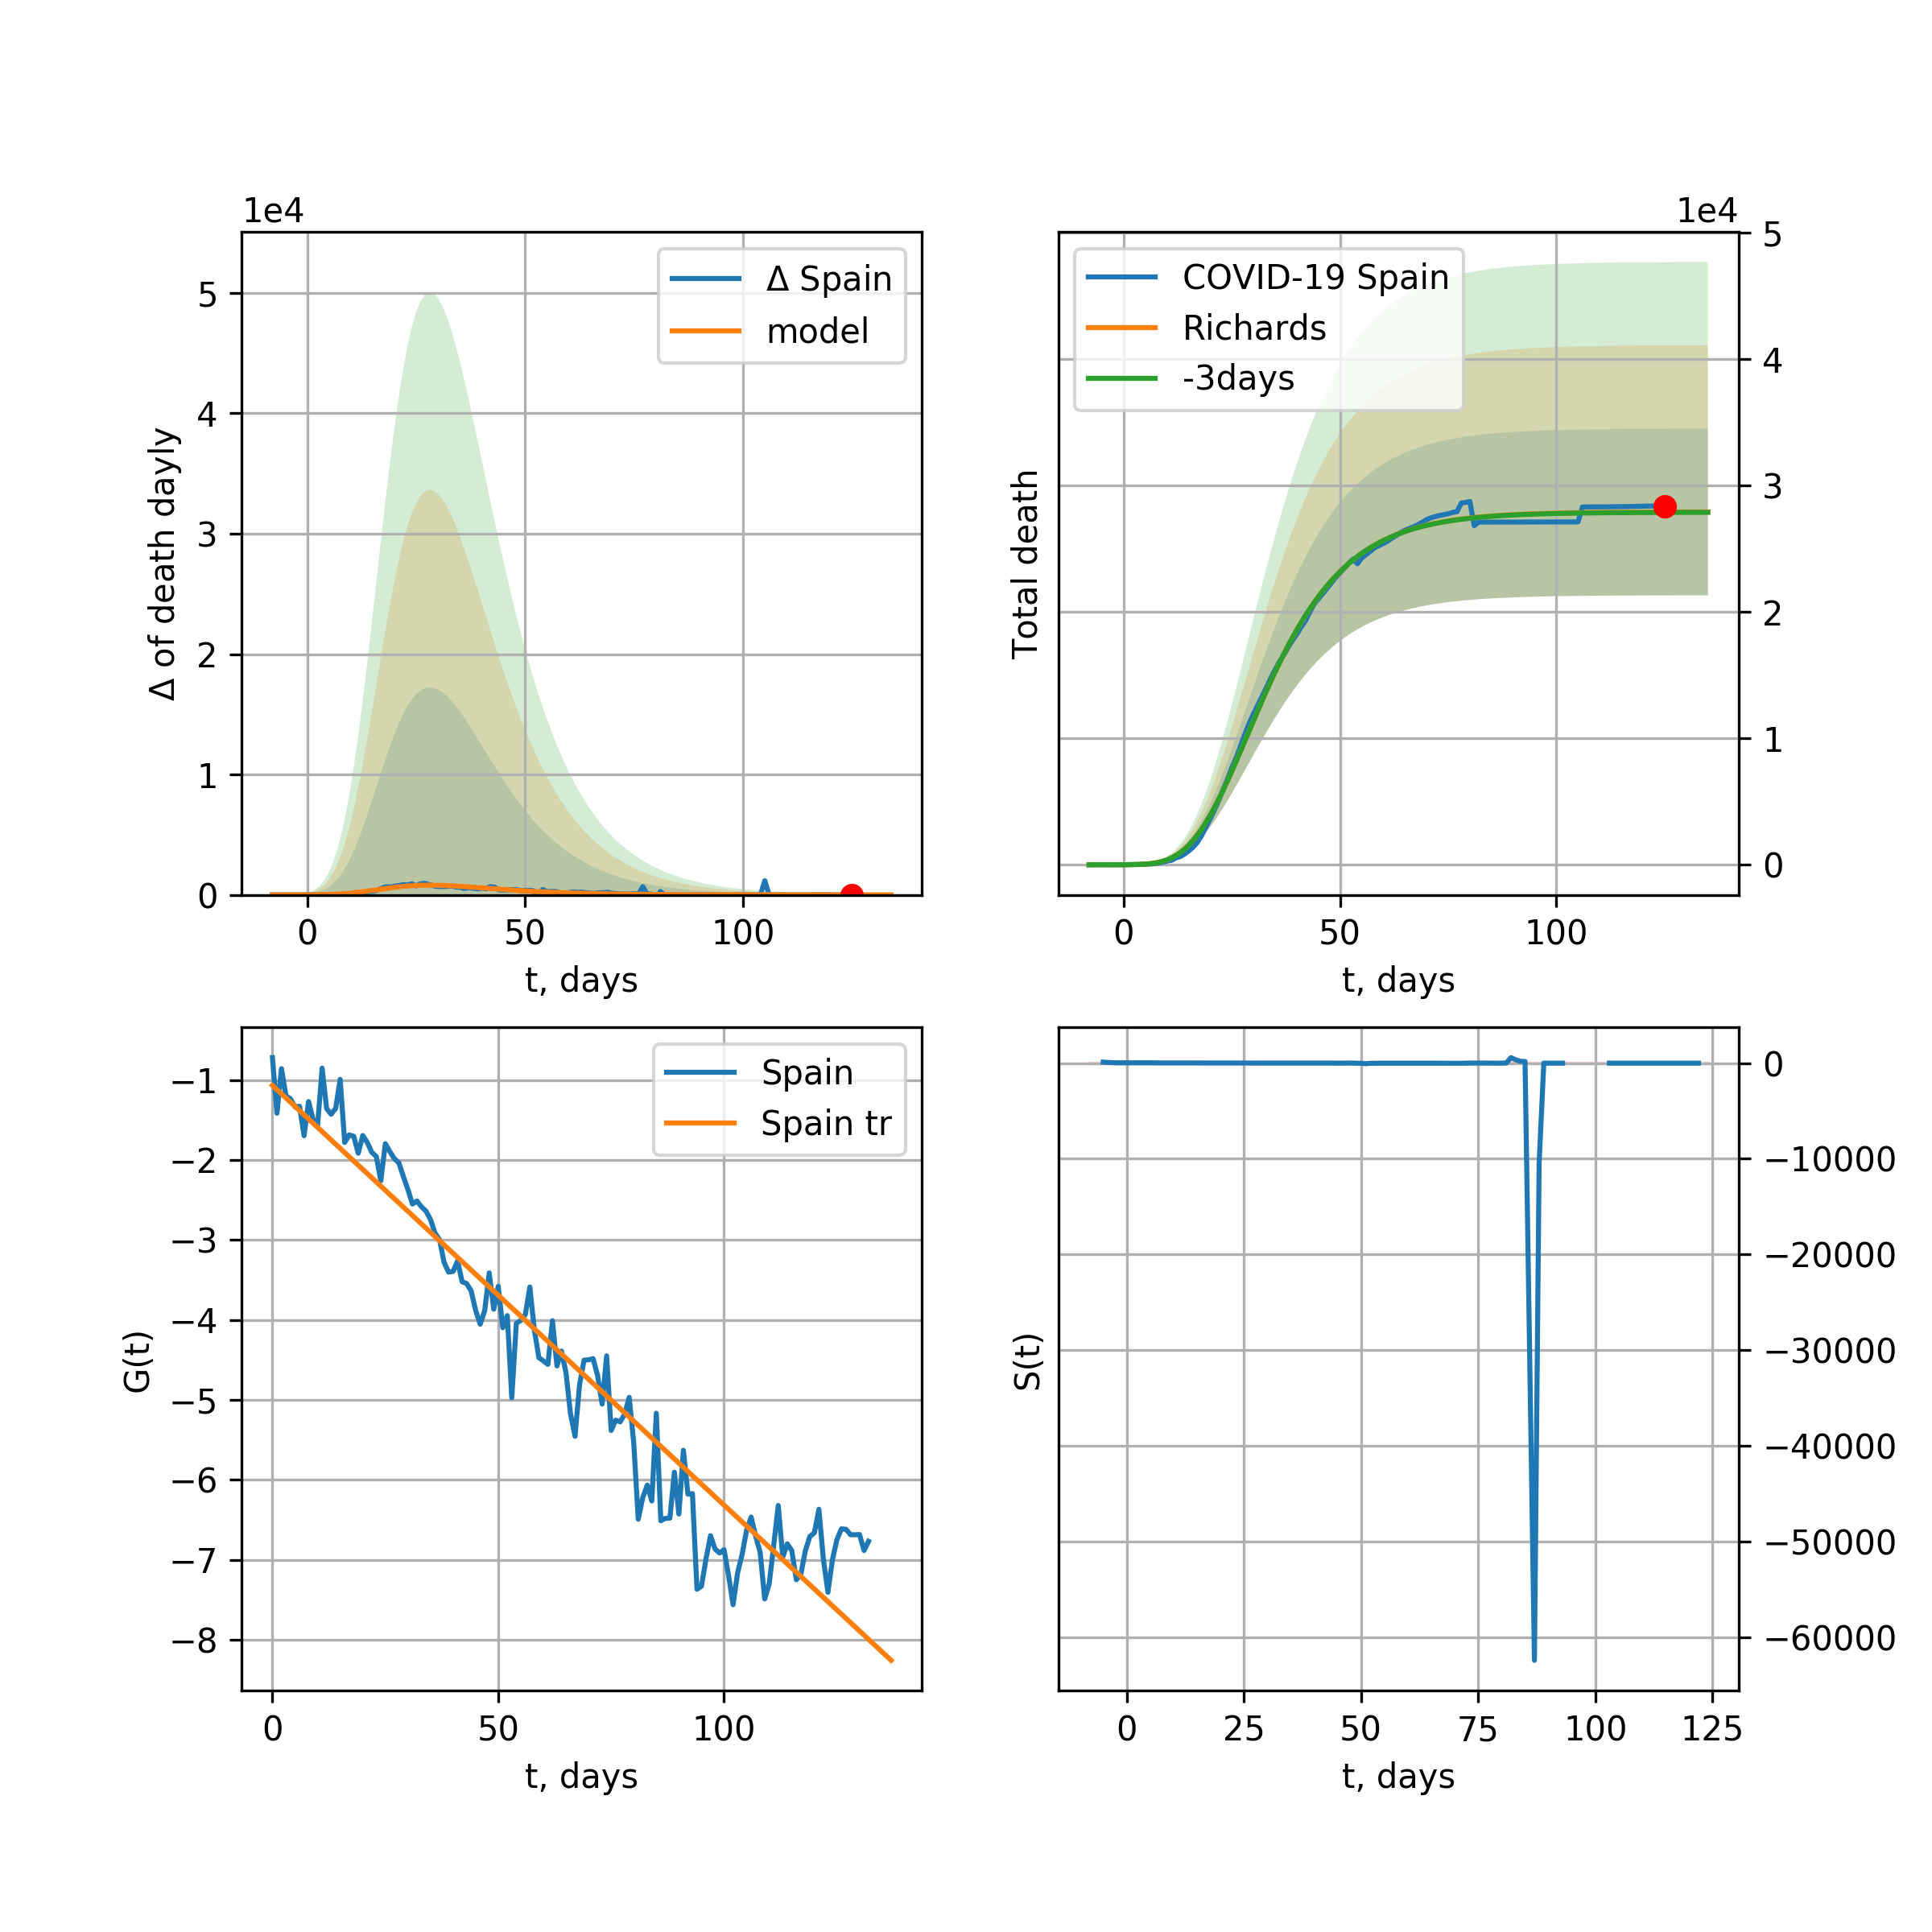 1e4
Δ of death dayly
5
4
3
2
1
0
Δ Spain
model
0 50 100
t, days
1e4
Total death
COVID-19 Spain
Richards
-3days
5
4
3
2
1
0
0 50 100
t, days
G(t)
−1
−2
−3
−4
−5
−6
−7
−8
Spain
Spain tr
0 50 100
t, days
S(t)
0
−10000
−20000
−30000
−40000
−50000
−60000
0 25 50 75 100 125
t, days